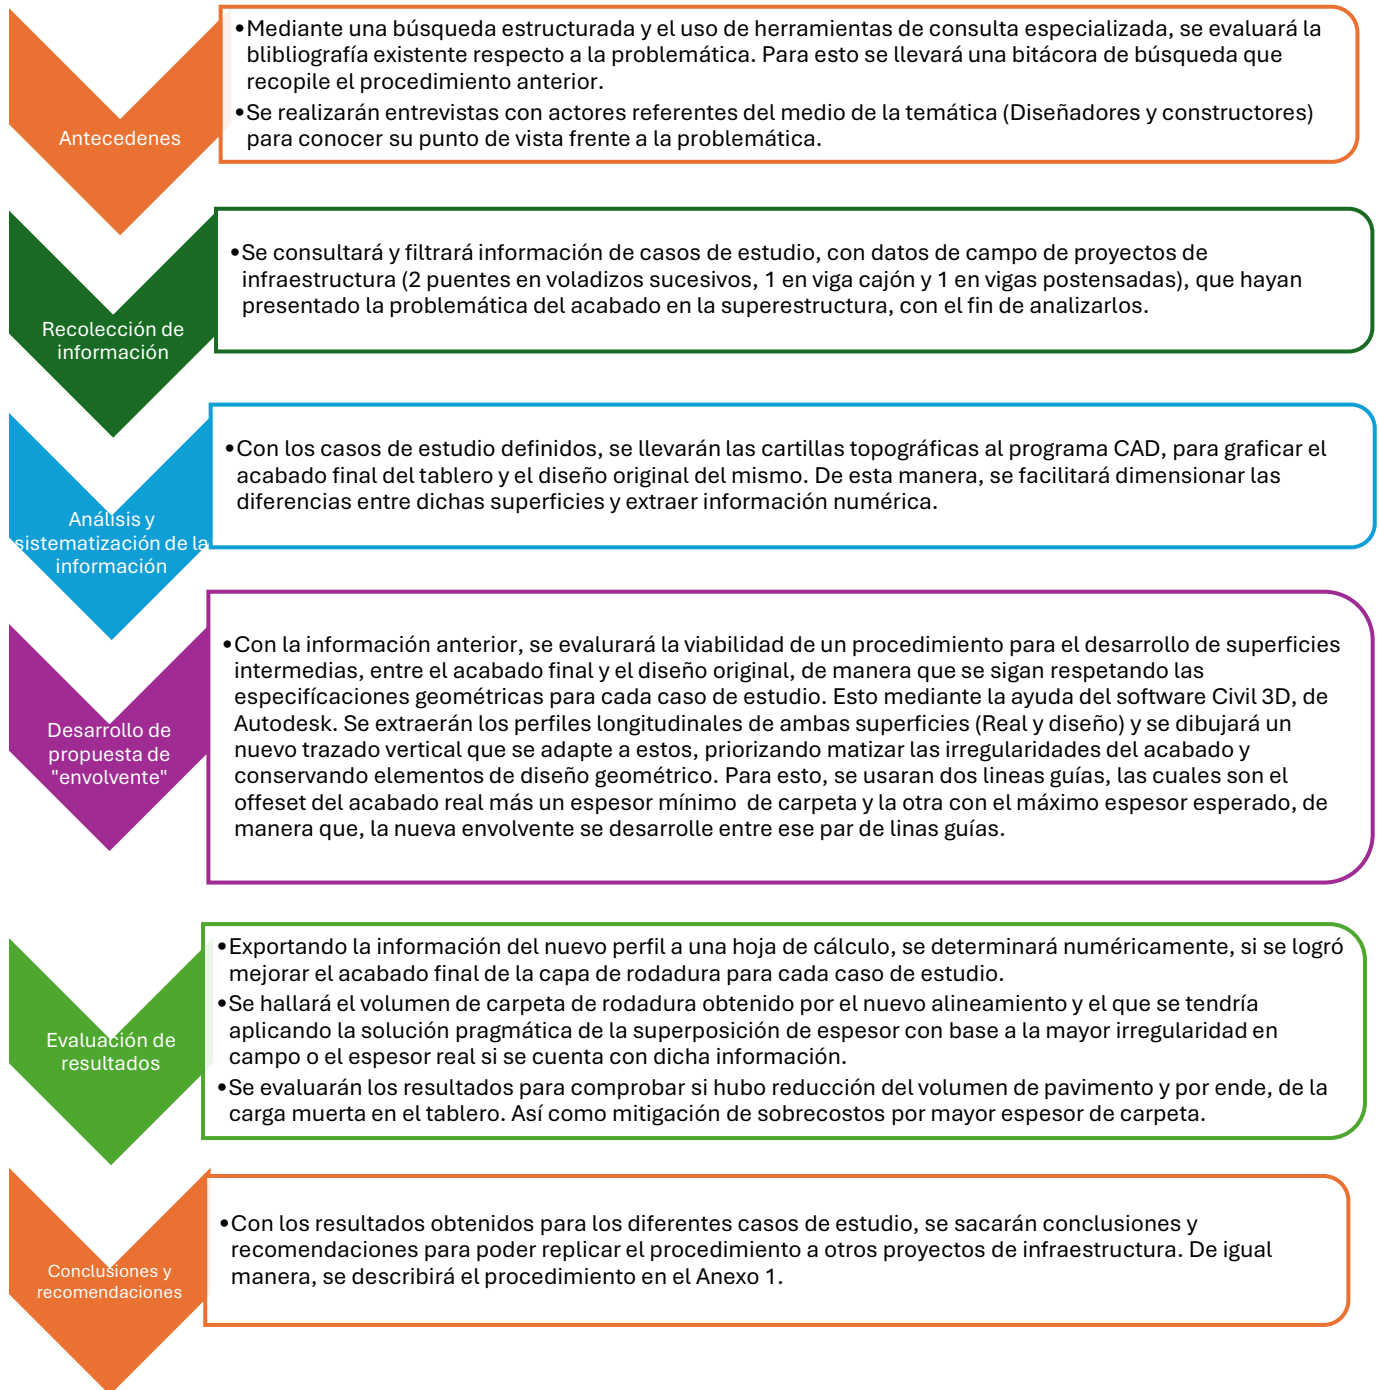 Antecedenes
•Mediante una búsqueda estructurada y el uso de herramientas de consulta especializada, se evaluará la
blibliografía existente respecto a la problemática. Para esto se llevará una bitácora de búsqueda que
recopile el procedimiento anterior.
•Se realizarán entrevistas con actores referentes del medio de la temática (Diseñadores y constructores)
para conocer su punto de vista frente a la problemática.
Recolección de
información
•Se consultará y filtrará información de casos de estudio, con datos de campo de proyectos de
infraestructura (2 puentes en voladizos sucesivos, 1 en viga cajón y 1 en vigas postensadas), que hayan
presentado la problemática del acabado en la superestructura, con el fin de analizarlos.
Análisis y
sistematización de la
información
•Con los casos de estudio definidos, se llevarán las cartillas topográficas al programa CAD, para graficar el
acabado final del tablero y el diseño original del mismo. De esta manera, se facilitará dimensionar las
diferencias entre dichas superficies y extraer información numérica.
Desarrollo de
propuesta de
"envolvente"
•Con la información anterior, se evalurará la viabilidad de un procedimiento para el desarrollo de superficies
intermedias, entre el acabado final y el diseño original, de manera que se sigan respetando las
especifícaciones geométricas para cada caso de estudio. Esto mediante la ayuda del software Civil 3D, de
Autodesk. Se extraerán los perfiles longitudinales de ambas superficies (Real y diseño) y se dibujará un
nuevo trazado vertical que se adapte a estos, priorizando matizar las irregularidades del acabado y
conservando elementos de diseño geométrico. Para esto, se usaran dos lineas guías, las cuales son el
offeset del acabado real más un espesor mínimo de carpeta y la otra con el máximo espesor esperado, de
manera que, la nueva envolvente se desarrolle entre ese par de linas guías.
Evaluación de
resultados
•Exportando la información del nuevo perfil a una hoja de cálculo, se determinará numéricamente, si se logró
mejorar el acabado final de la capa de rodadura para cada caso de estudio.
•Se hallará el volumen de carpeta de rodadura obtenido por el nuevo alineamiento y el que se tendría
aplicando la solución pragmática de la superposición de espesor con base a la mayor irregularidad en
campo o el espesor real si se cuenta con dicha información.
•Se evaluarán los resultados para comprobar si hubo reducción del volumen de pavimento y por ende, de la
carga muerta en el tablero. Así como mitigación de sobrecostos por mayor espesor de carpeta.
Conclusiones y
recomendaciones
•Con los resultados obtenidos para los diferentes casos de estudio, se sacarán conclusiones y
recomendaciones para poder replicar el procedimiento a otros proyectos de infraestructura. De igual
manera, se describirá el procedimiento en el Anexo 1.